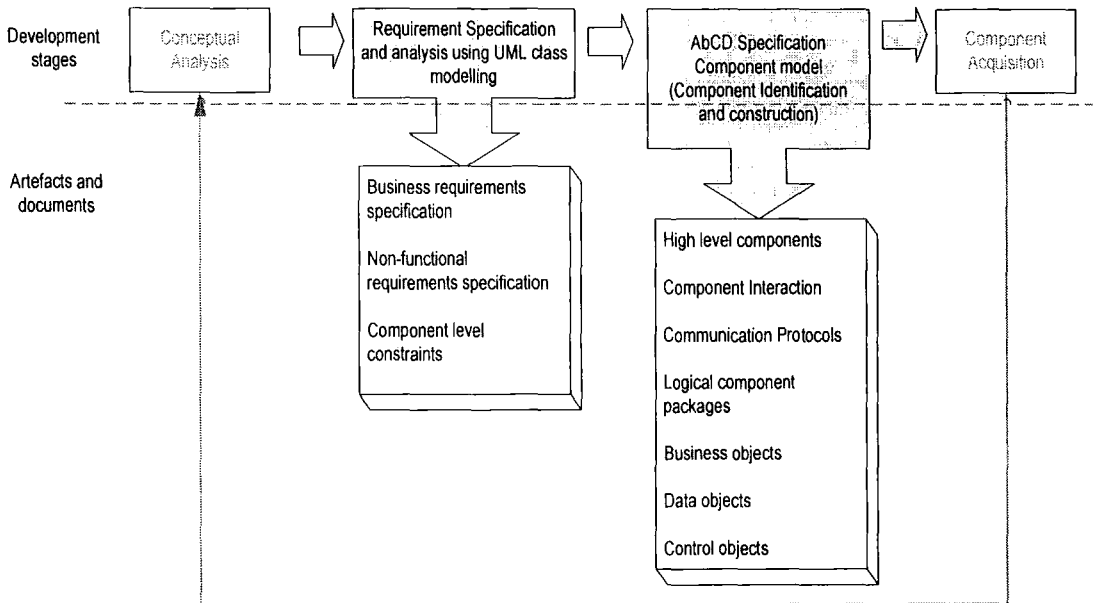 Development
stages
Conceptual
Analysis
Requirement Specification
and analysis using UML class
modelling
AbCD Specification
Component model
(Component Identification
and construction)
Component
Acquisition
Artefacts and
documents
Business requirements
specification
Non-functional
requirements specification
Component level
constraints
High level components
Component Interaction
Communication Protocols
Logical component
packages
Business objects
Data objects
Control objects